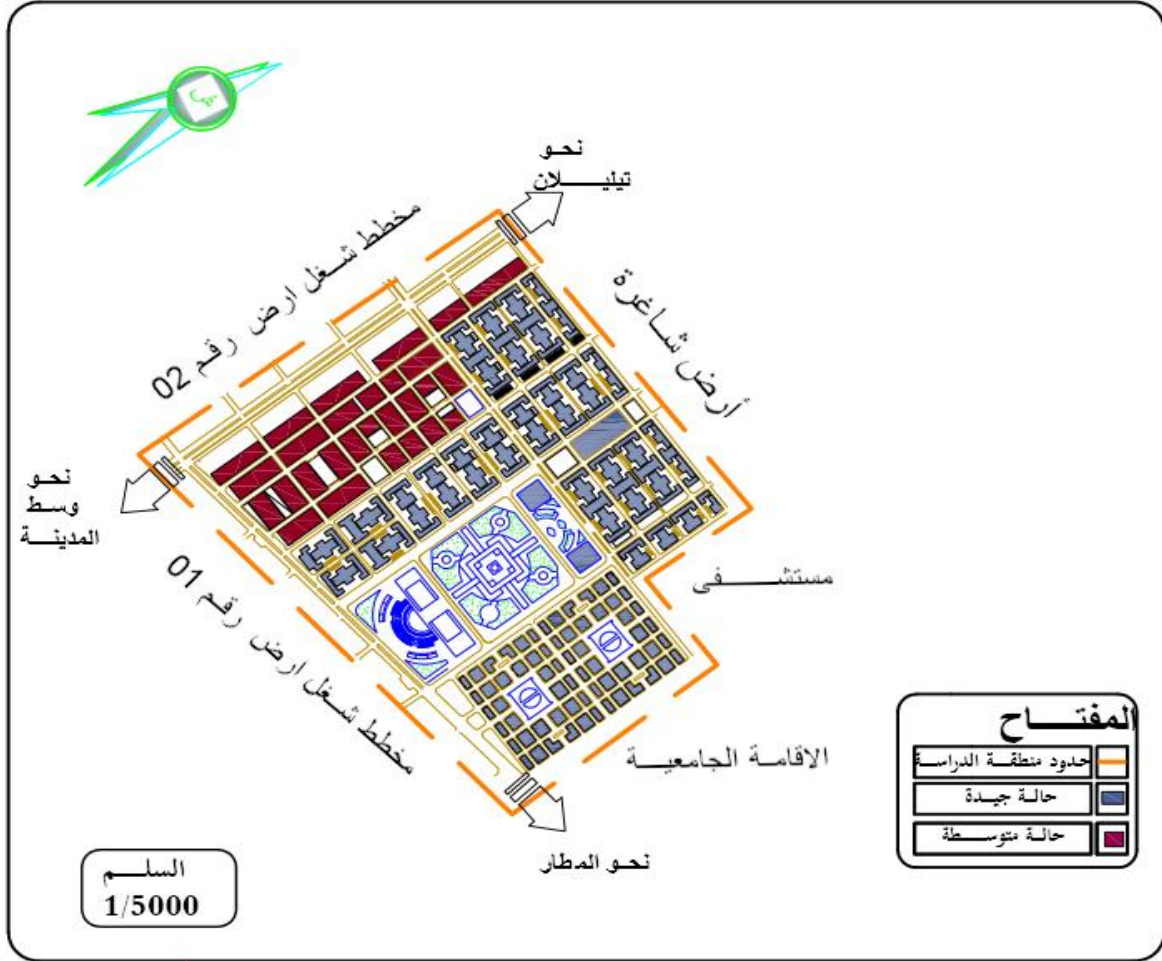 نحو
تيليلان
مخطط شغل ارض رقم 02
أرض شاغرة
نحو
وسط
المدينة
مخطط شغل ارض رقم 01
مستشفى
الاقامة الجامعية
نحو المطار
المفتاح
حدود منطقة الدراسة
حالة جيدة
حالة متوسطة
السلم
1/5000